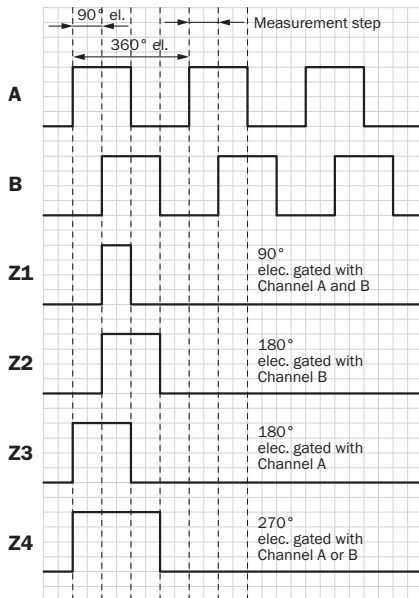 90° el.
Measurement step
360° el.
A
B
Z1
90°
elec. gated with
Channel A and B
Z2
180°
elec. gated with
Channel B
Z3
180°
elec. gated with
Channel A
Z4
270°
elec. gated with
Channel A or B